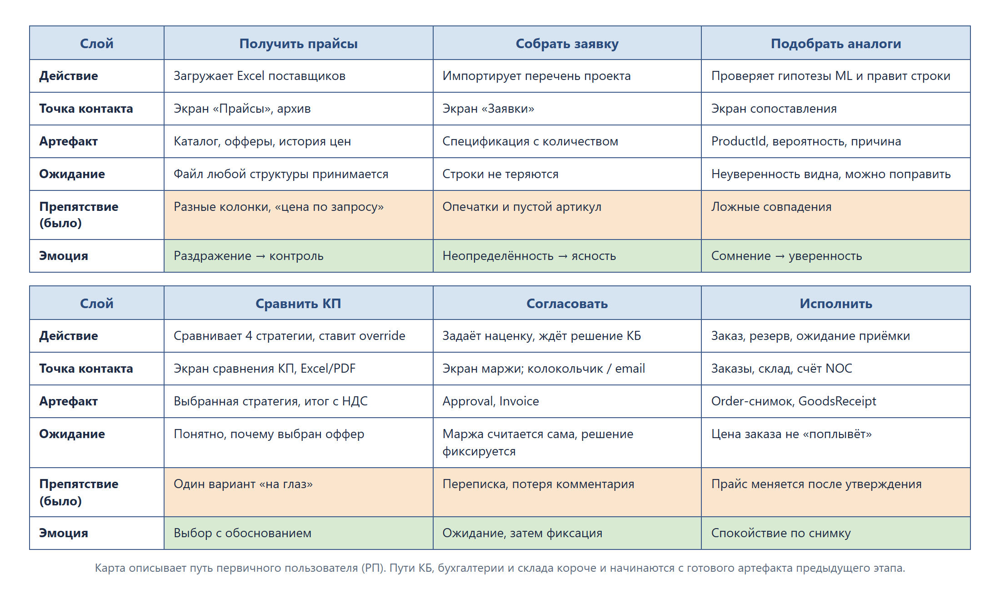 Слой Получить прайсы Собрать заявку Подобрать аналоги
Действие Загружает Excel поставщиков Импортирует перечень проекта Проверяет гипотезы ML и правит строки
Точка контакта Экран «Прайсы», архив Экран «Заявки» Экран сопоставления
Артефакт Каталог, офферы, история цен Спецификация с количеством ProductId, вероятность, причина
Ожидание Файл любой структуры принимается Строки не теряются Неуверенность видна, можно поправить
Препятствие Разные колонки, «цена по запросу» Опечатки и пустой артикул Ложные совпадения
(было)
Эмоция Раздражение → контроль Неопределённость → ясность Сомнение → уверенность
Слой Сравнить КП Согласовать Исполнить
Действие Сравнивает 4 стратегии, ставит override Задаёт наценку, ждёт решение КБ Заказ, резерв, ожидание приёмки
Точка контакта Экран сравнения КП, Excel/PDF Экран маржи; колокольчик / email Заказы, склад, счёт NOC
Артефакт Выбранная стратегия, итог с НДС Approval, Invoice Order-снимок, GoodsReceipt
Ожидание Понятно, почему выбран оффер Маржа считается сама, решение Цена заказа не «поплывёт»
фиксируется
Препятствие Один вариант «на глаз» Переписка, потеря комментария Прайс меняется после утверждения
(было)
Эмоция Выбор с обоснованием Ожидание, затем фиксация Спокойствие по снимку
Карта описывает путь первичного пользователя (РП). Пути КБ, бухгалтерии и склада короче и начинаются с готового артефакта предыдущего этапа.